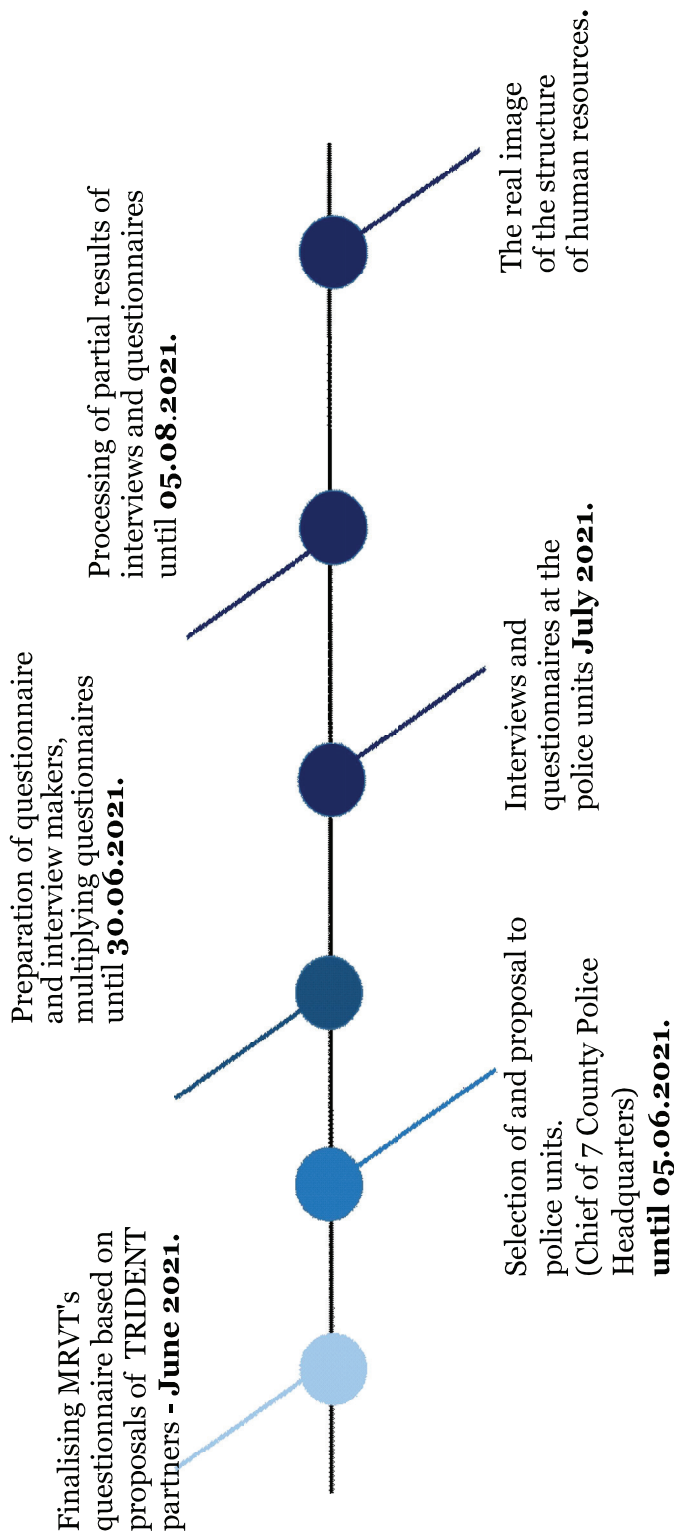 Finalising MRVT's
questionnaire based on
proposals of TRIDENT
partners - June 2021.
Selection of and proposal to
police units.
(Chief of 7 County Police
Headquarters)
until 05.06.2021.
Preparation of questionnaire
and interview makers,
multiplying questionnaires
until 30.06.2021.
Interviews and
questionnaires at the
police units July 2021.
Processing of partial results of
interviews and questionnaires
until 05.08.2021.
The real image
of the structure
of human resources.